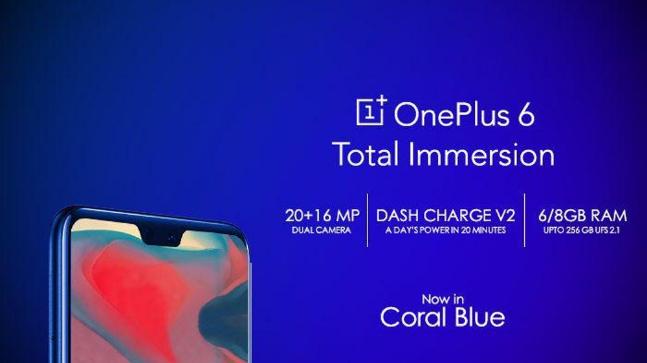 OnePlus 6
Total Immersion
20+16 MP
DUAL CAMERA
DASH CHARGE V2
A DAY'S POWER IN 20 MINUTES
6/8GB RAM
UPTO 256 GB UFS 2.1
Now in
Coral Blue